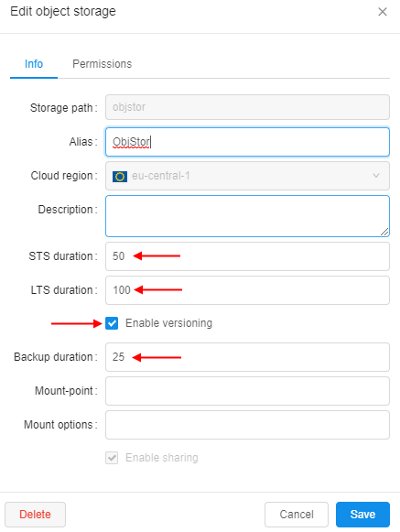 Edit object storage
Info Permissions
Storage path: objstor
Alias: ObjStor
Cloud region: eu-central-1
Description:
STS duration: 50
LTS duration: 100
Enable versioning
Backup duration: 25
Mount-point:
Mount options:
Enable sharing
Delete Cancel Save